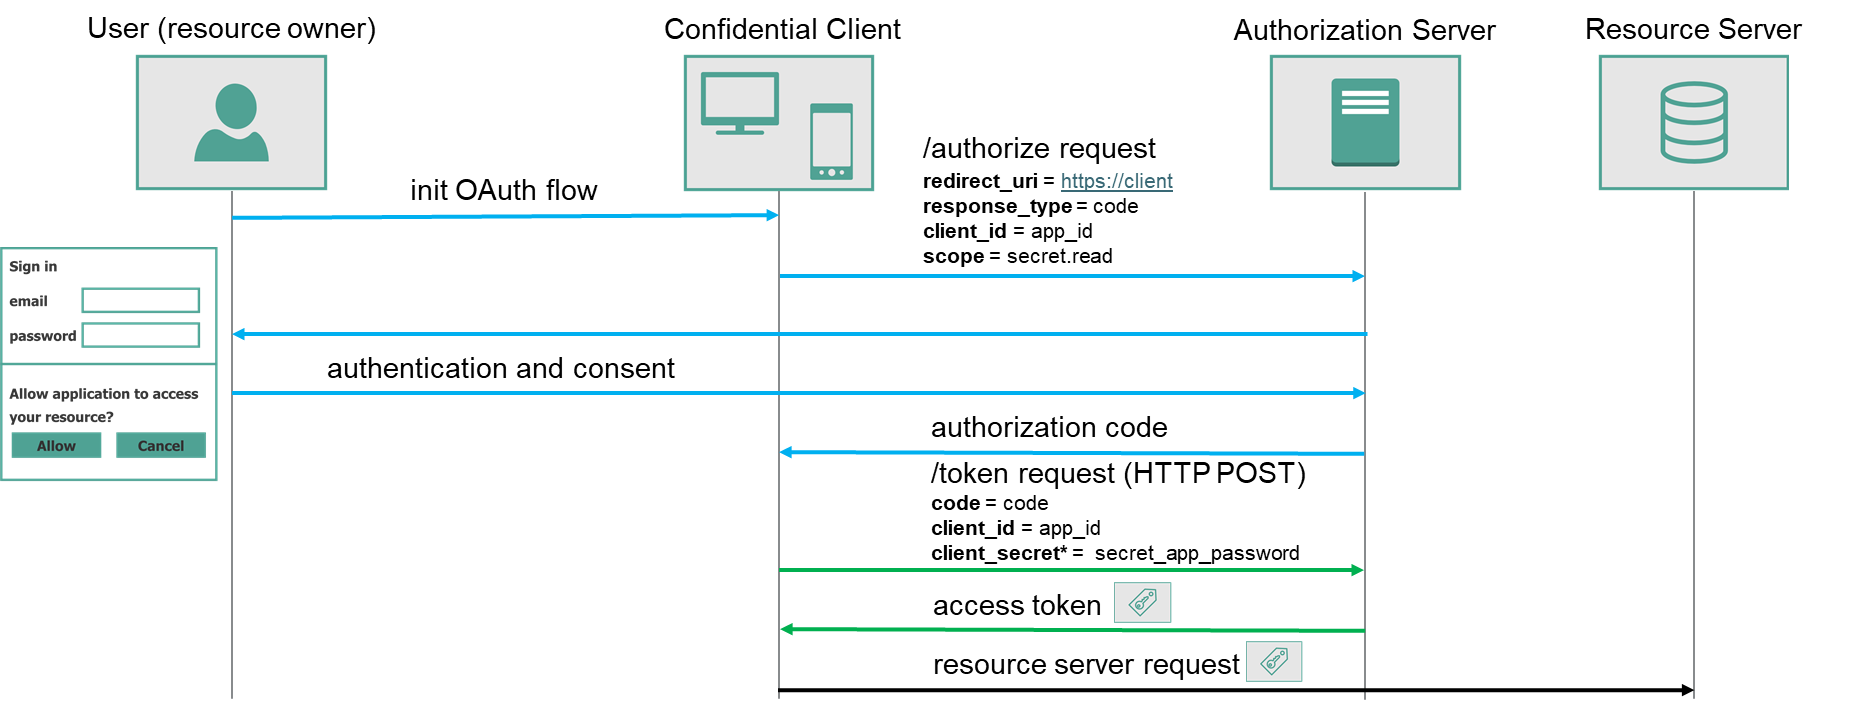 User (resource owner)
Confidential Client
Authorization Server
Resource Server
init OAuth flow
/authorize request
redirect_uri = https://client
response_type = code
client_id = app_id
scope = secret.read
Sign in
email
password
Allow application to access
your resource?
Allow
Cancel
authentication and consent
authorization code
/token request (HTTP POST)
code = code
client_id = app_id
client_secret* = secret_app_password
access token
resource server request